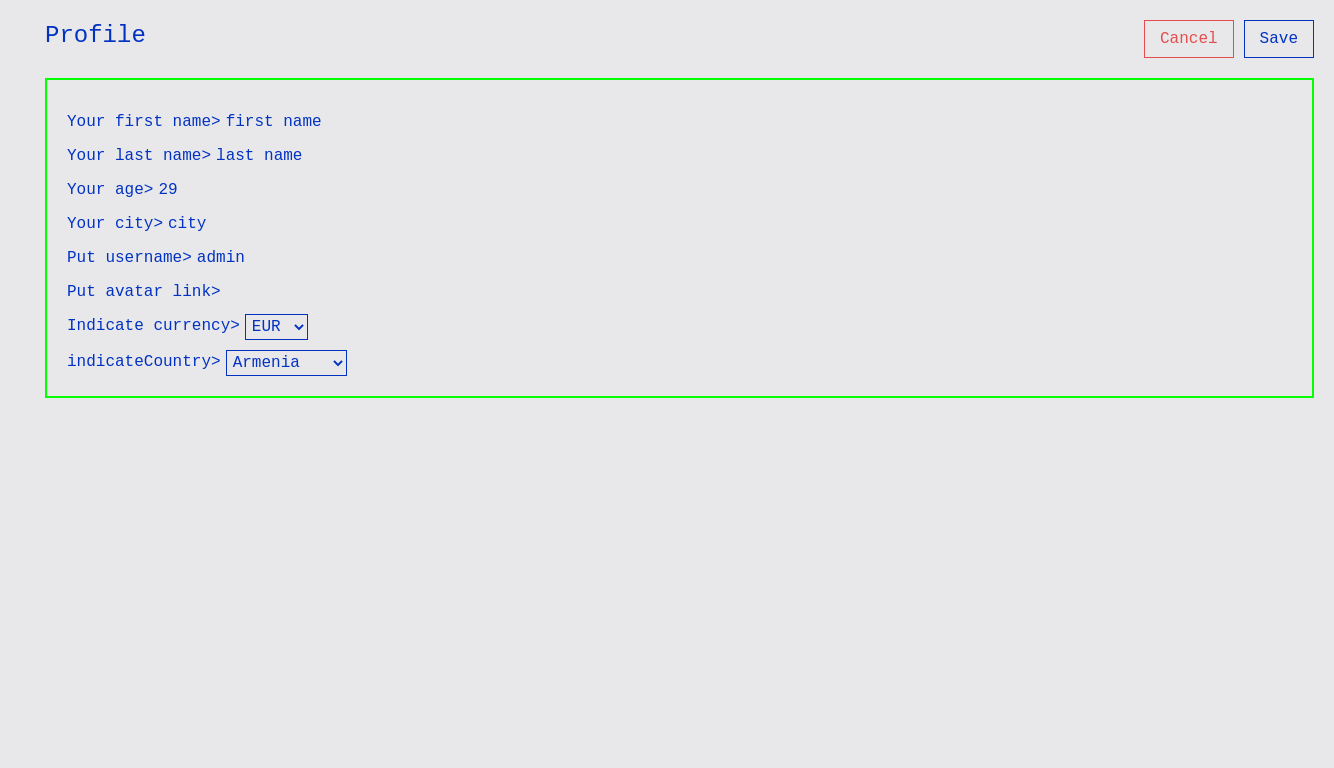 Profile
Cancel Save
Your first name> first name
Your last name> last name
Your age> 29
Your city> city
Put username> admin
Put avatar link>
Indicate currency> EUR
indicateCountry> Armenia